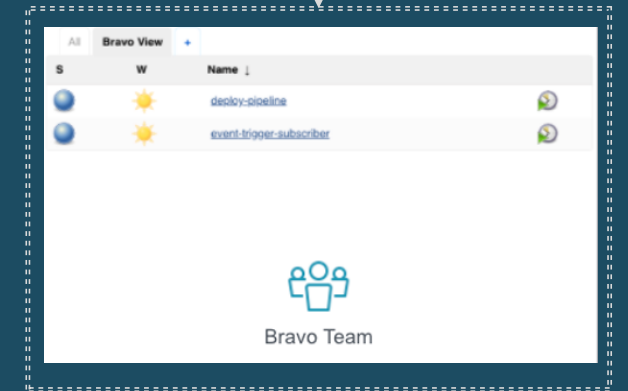 All Bravo View +
S W Name ↓
deploy-pipeline
event-trigger-subscriber
Bravo Team